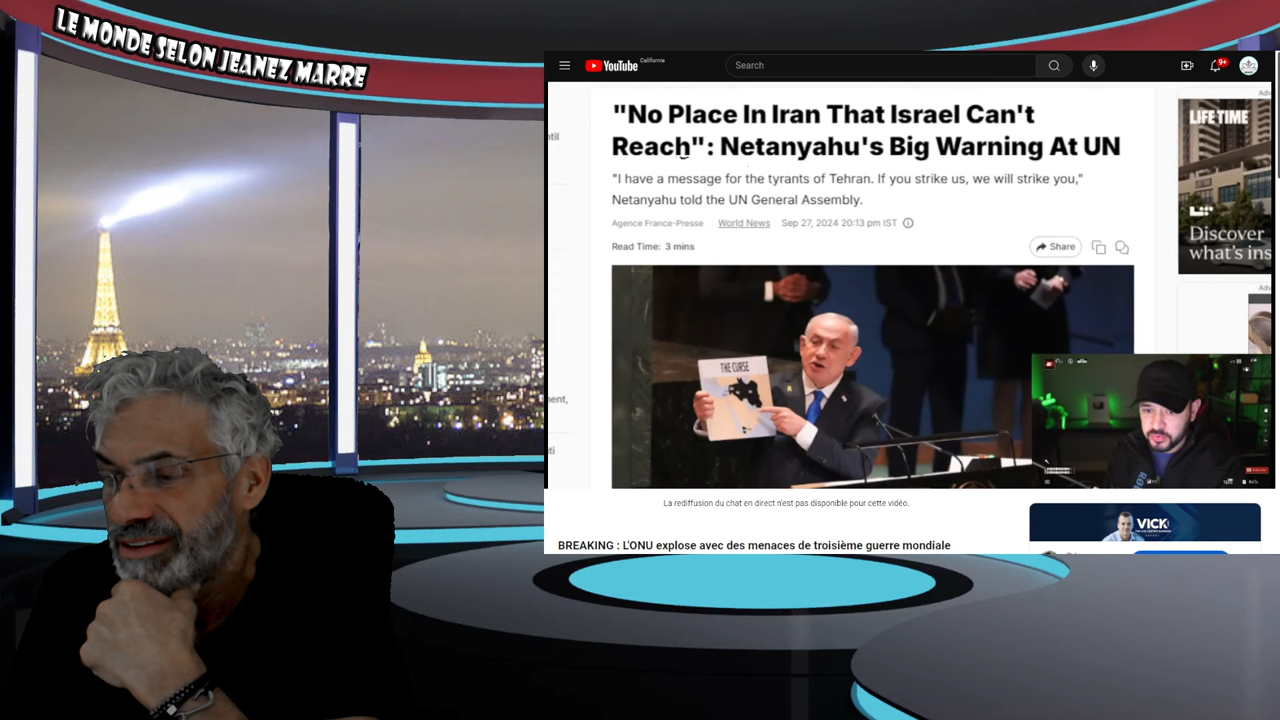 LE MONDE SELON JEANEZ MARRE
YouTube
Californie
Search
9+
"No Place In Iran That Israel Can't
Reach": Netanyahu's Big Warning At UN
"I have a message for the tyrants of Tehran. If you strike us, we will strike you,"
Netanyahu told the UN General Assembly.
Agence France-Presse World News Sep 27, 2024 20:13 pm IST
Read Time: 3 mins
Share
THE CURSE
LIFE TIME
Discover
what's ins
La rediffusion du chat en direct n'est pas disponible pour cette vidéo.
VICK
BREAKING : L'ONU explose avec des menaces de troisième guerre mondiale